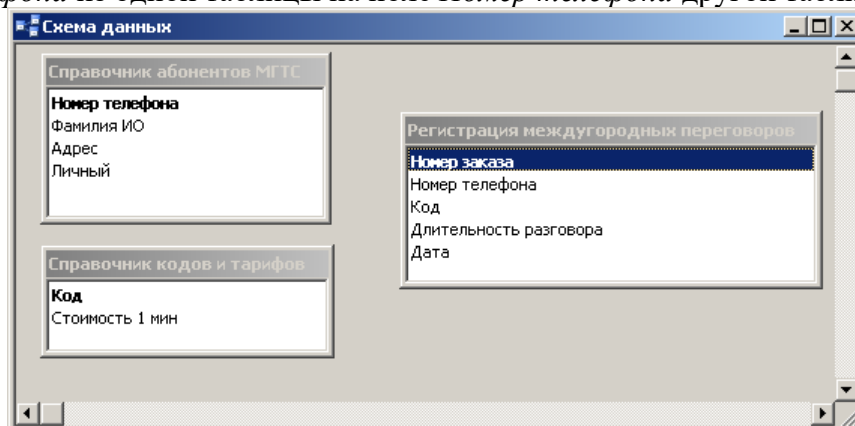 Схема данных
Справочник абонентов МГТС
Номер телефона
Фамилия ИО
Адрес
Личный
Регистрация междугородных переговоров
Номер заказа
Номер телефона
Код
Длительность разговора
Дата
Справочник кодов и тарифов
Код
Стоимость 1 мин